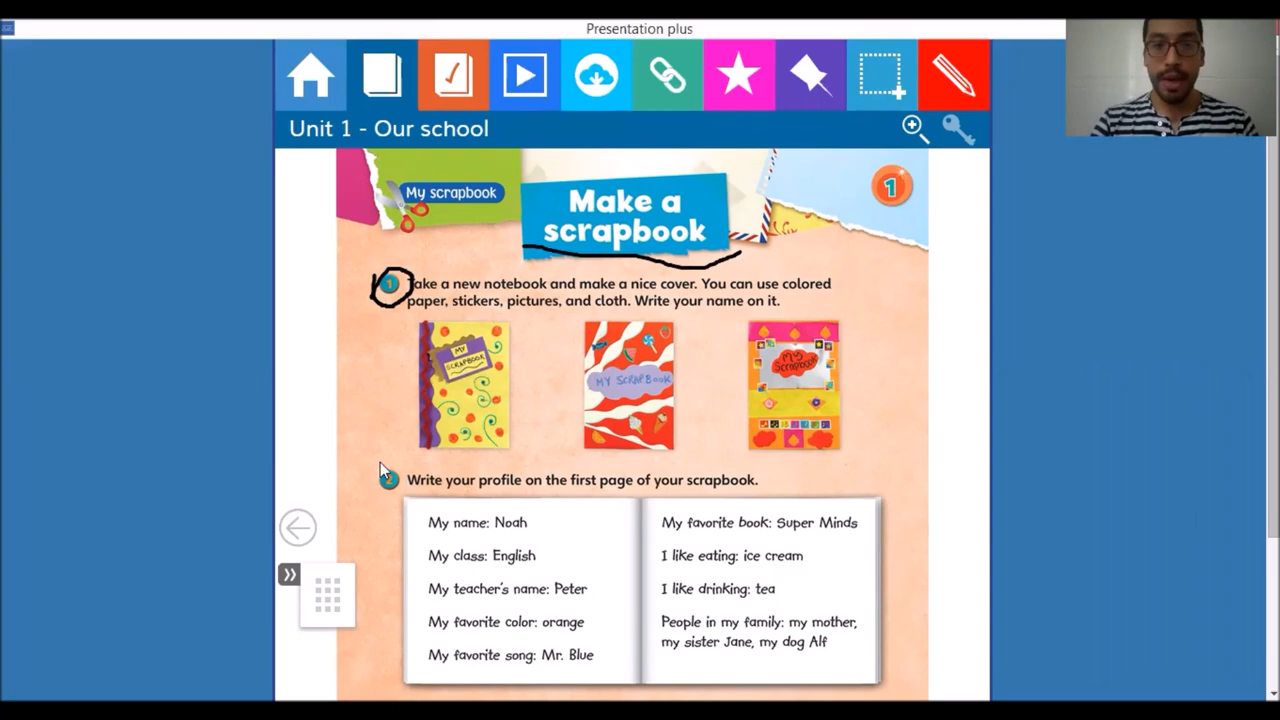 Presentation plus
Unit 1 - Our school
My scrapbook
Make a
scrapbook
1
1 Take a new notebook and make a nice cover. You can use colored
paper, stickers, pictures, and cloth. Write your name on it.
MY
SCRAPBOOK
MY SCRAPBOOK
MY
Scrapbook
2 Write your profile on the first page of your scrapbook.
My name: Noah
My class: English
My teacher's name: Peter
My favorite color: orange
My favorite song: Mr. Blue
My favorite book: Super Minds
I like eating: ice cream
I like drinking: tea
People in my family: my mother,
my sister Jane, my dog Alf